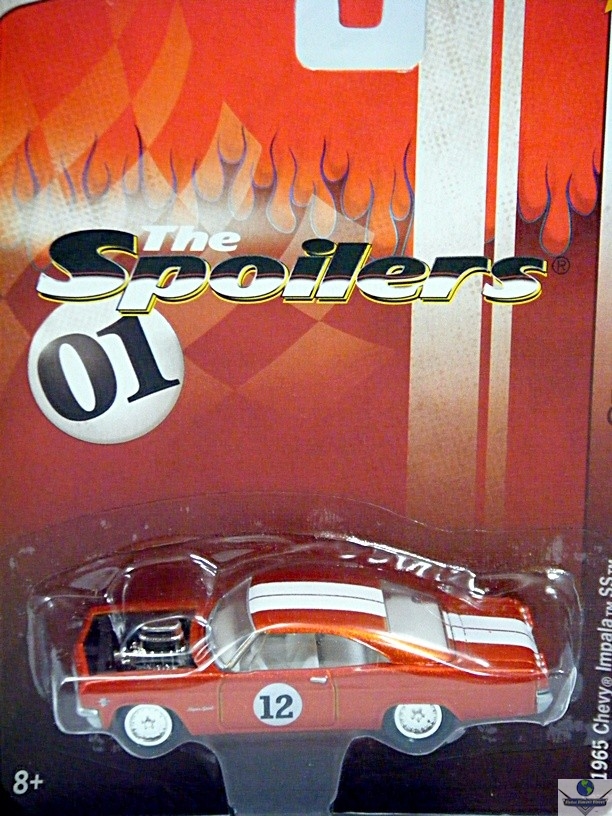 The
Spoilers®
01
12
8+
1965 Chevy® Impala™ SS™